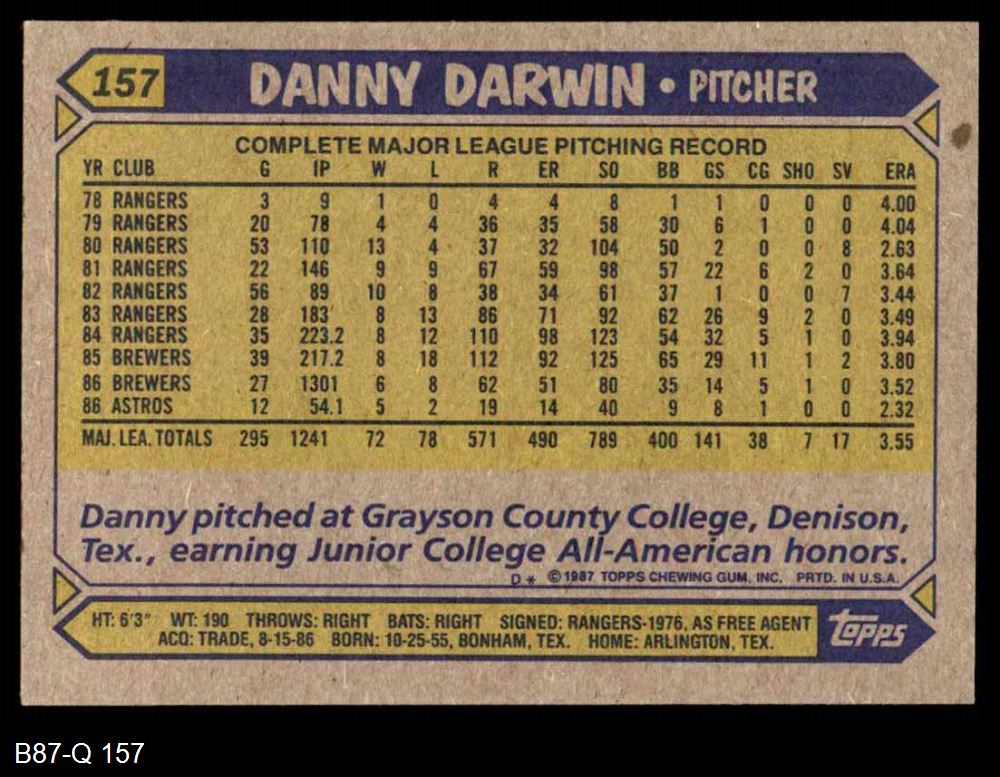 157 DANNY DARWIN • PITCHER
COMPLETE MAJOR LEAGUE PITCHING RECORD
YR CLUB G IP W L R ER SO BB GS CG SHO SV ERA
78 RANGERS 3 9 1 0 4 4 8 1 1 0 0 0 4.00
79 RANGERS 20 78 4 4 36 35 58 30 6 1 0 0 4.04
80 RANGERS 53 110 13 4 37 32 104 50 2 0 0 8 2.63
81 RANGERS 22 146 9 9 67 59 98 57 22 6 2 0 3.64
82 RANGERS 56 89 10 8 38 34 61 37 1 0 0 7 3.44
83 RANGERS 28 183 8 13 86 71 92 62 26 9 2 0 3.49
84 RANGERS 35 223.2 8 12 110 98 123 54 32 5 1 0 3.94
85 BREWERS 39 217.2 8 18 112 92 125 65 29 11 1 2 3.80
86 BREWERS 27 1301 6 8 62 51 80 35 14 5 1 0 3.52
86 ASTROS 12 54.1 5 2 19 14 40 9 8 1 0 0 2.32
MAJ. LEA. TOTALS 295 1241 72 78 571 490 789 400 141 38 7 17 3.55
Danny pitched at Grayson County College, Denison,
Tex., earning Junior College All-American honors.
D* ©1987 TOPPS CHEWING GUM, INC. PRTD. IN U.S.A.
HT: 6'3" WT: 190 THROWS: RIGHT BATS: RIGHT SIGNED: RANGERS-1976, AS FREE AGENT
ACQ: TRADE, 8-15-86 BORN: 10-25-55, BONHAM, TEX. HOME: ARLINGTON, TEX.
topps
B87-Q 157